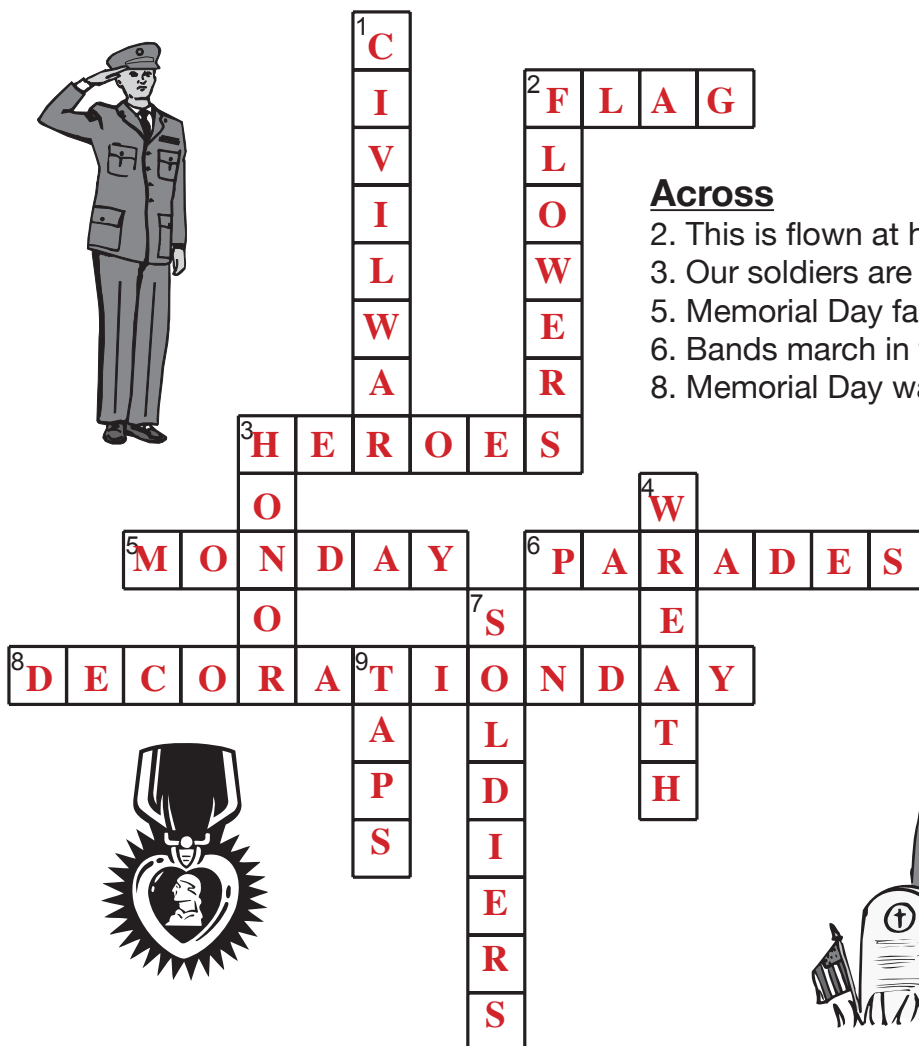 1 C
I 2 F L A G
V L
Across
I O
2. This is flown at h
L W
3. Our soldiers are
5. Memorial Day fa
W E
6. Bands march in
A R
8. Memorial Day wa
3 H E R O E S
O 4 W
5 M O N D A Y 6 P A R A D E S
O 7 S E
8 D E C O R A 9 T I O N D A Y
A L T
P D H
S I
E
R
S